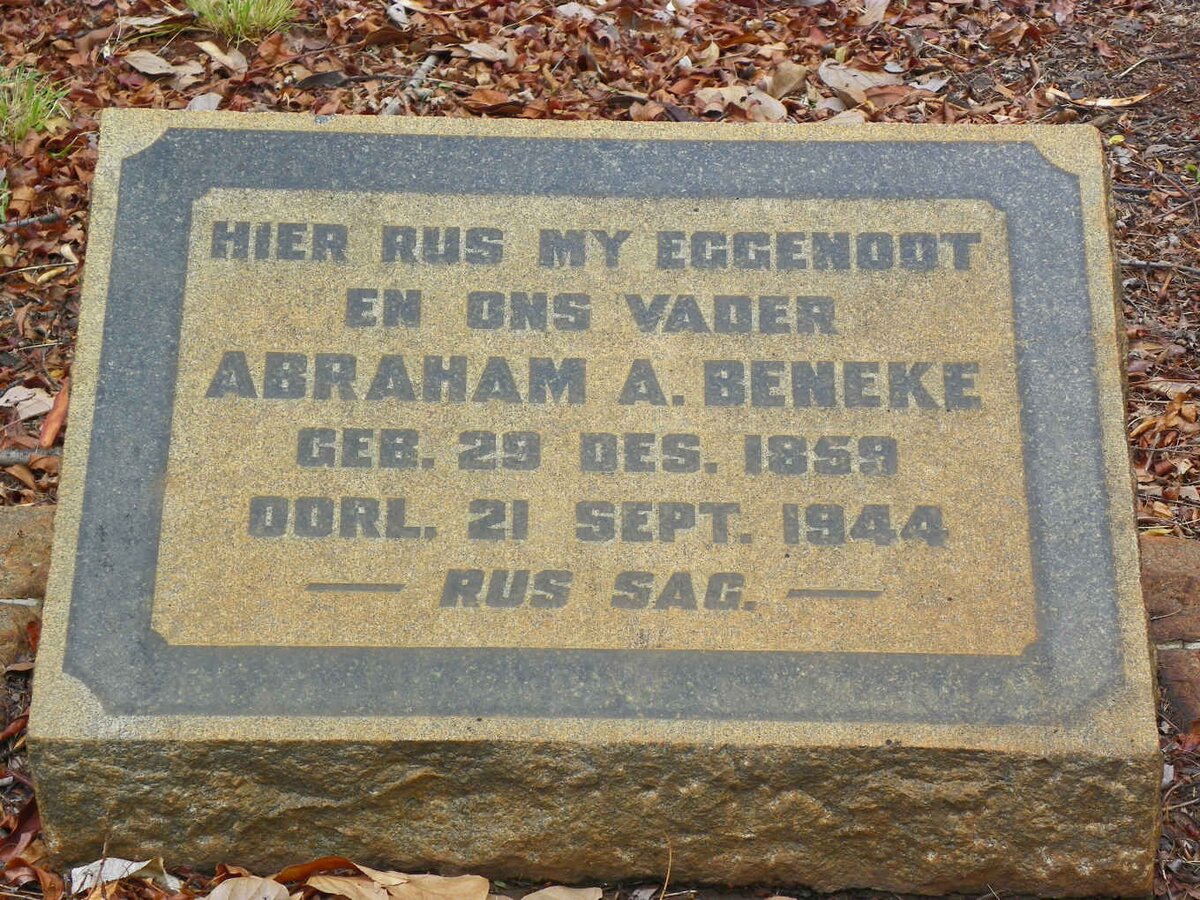 HIER RUS MY EGGENOOT
EN ONS VADER
ABRAHAM A. BENEKE
GEB. 29 DES. 1859
OORL. 21 SEPT. 1944
— RUS SAG. —